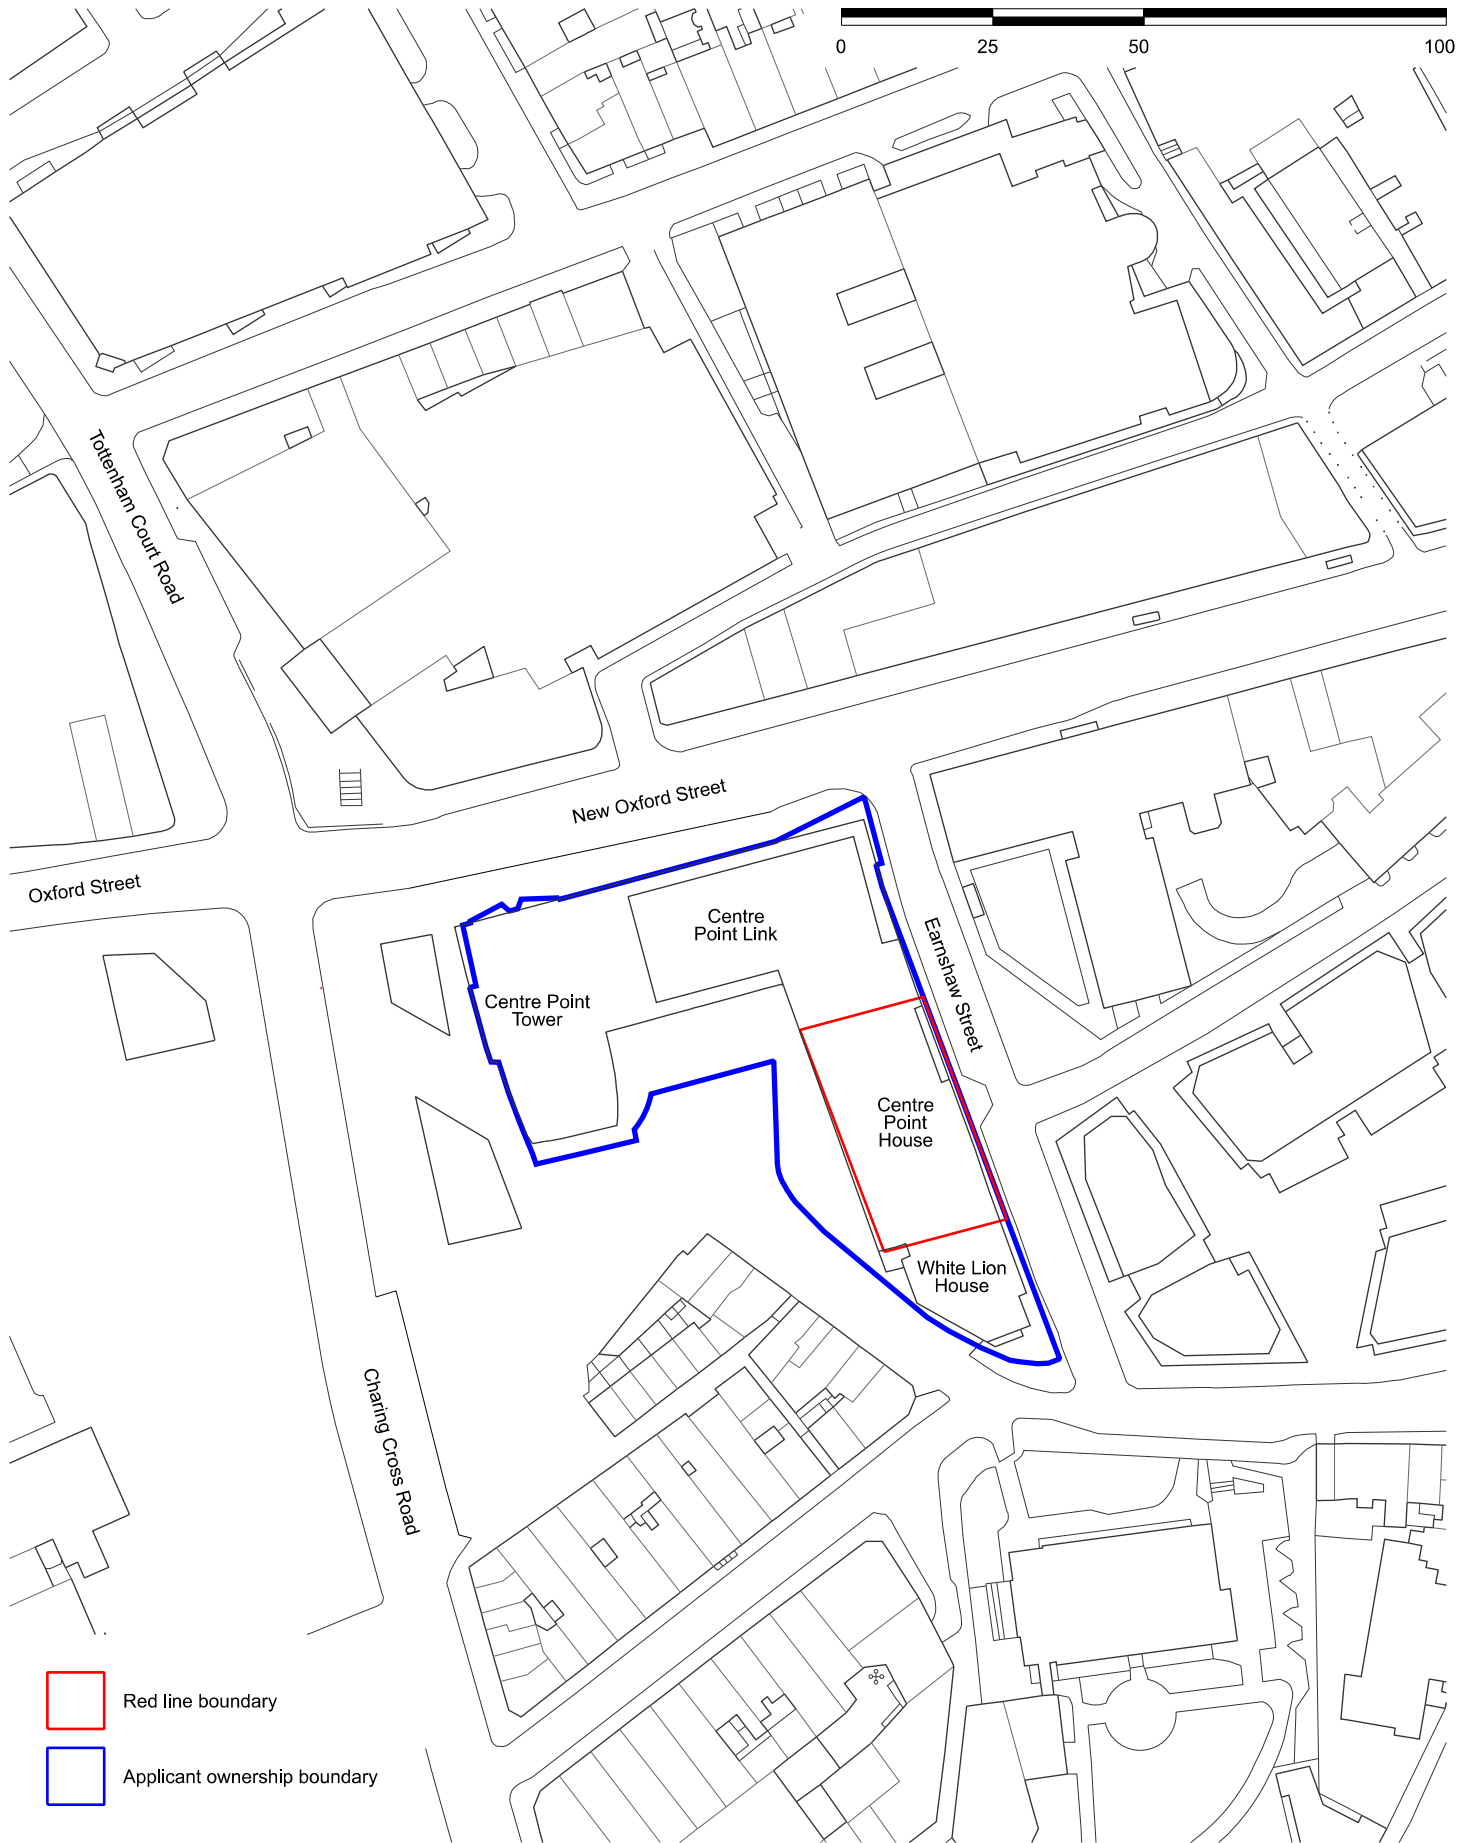 0 25 50 100
Tottenham Court Road
New Oxford Street
Oxford Street
Centre
Point Link
Earnshaw Street
Centre Point
Tower
Centre
Point
House
White Lion
House
Charing Cross Road
Red line boundary
Applicant ownership boundary